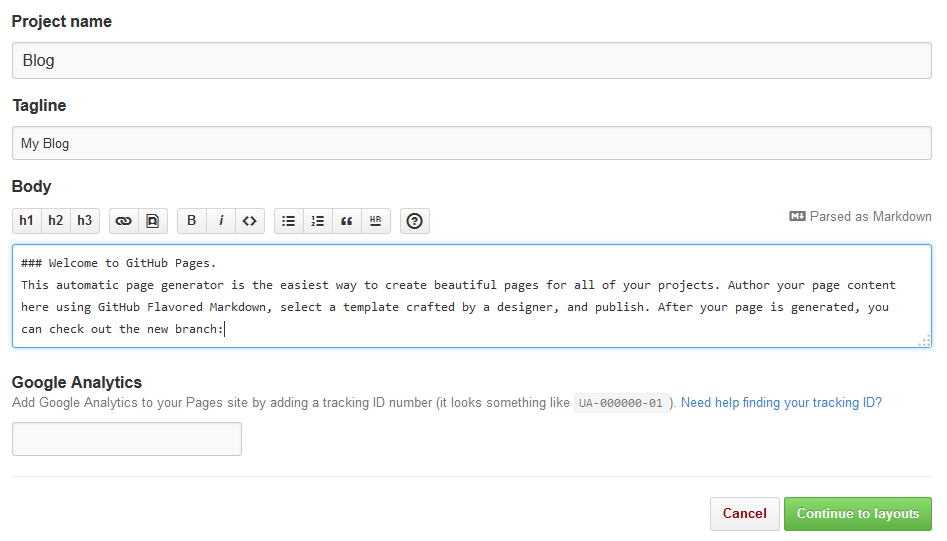 Project name
Blog
Tagline
My Blog
Body
h1 h2 h3 B i <> HR ?
M Parsed as Markdown
### Welcome to GitHub Pages.
This automatic page generator is the easiest way to create beautiful pages for all of your projects. Author your page content
here using GitHub Flavored Markdown, select a template crafted by a designer, and publish. After your page is generated, you
can check out the new branch:
Google Analytics
Add Google Analytics to your Pages site by adding a tracking ID number (it looks something like UA-000000-01 ). Need help finding your tracking ID?
Cancel Continue to layouts